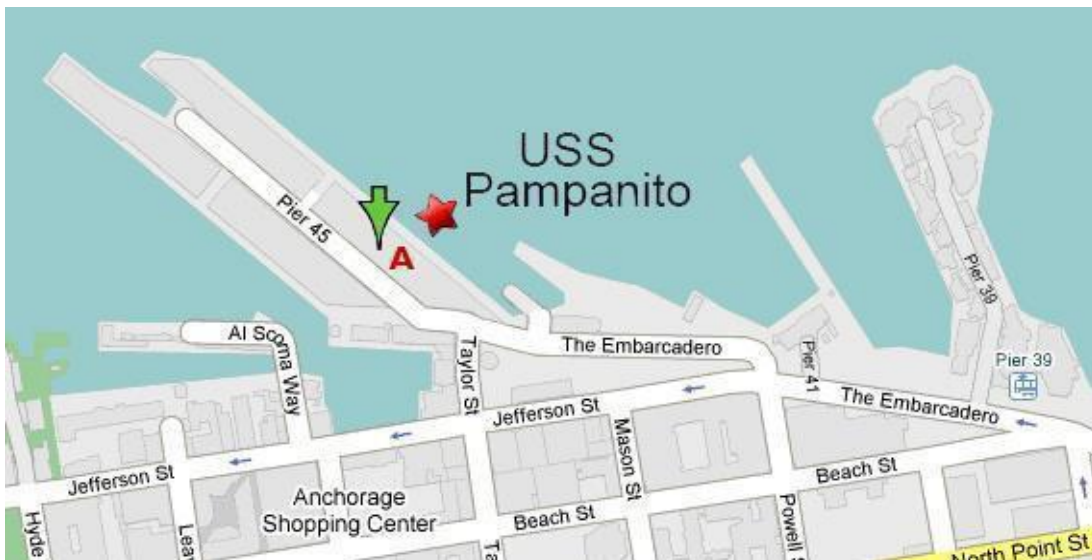 USS
Pampanito
Pier 45
A
Pier 39
Al Scoma Way
Taylor St
The Embarcadero
Pier 41
Pier 39
The Embarcadero
Jefferson St
Mason St
Beach St
Jefferson St
Anchorage
Shopping Center
Beach St
Hyde
Powell
North Point St